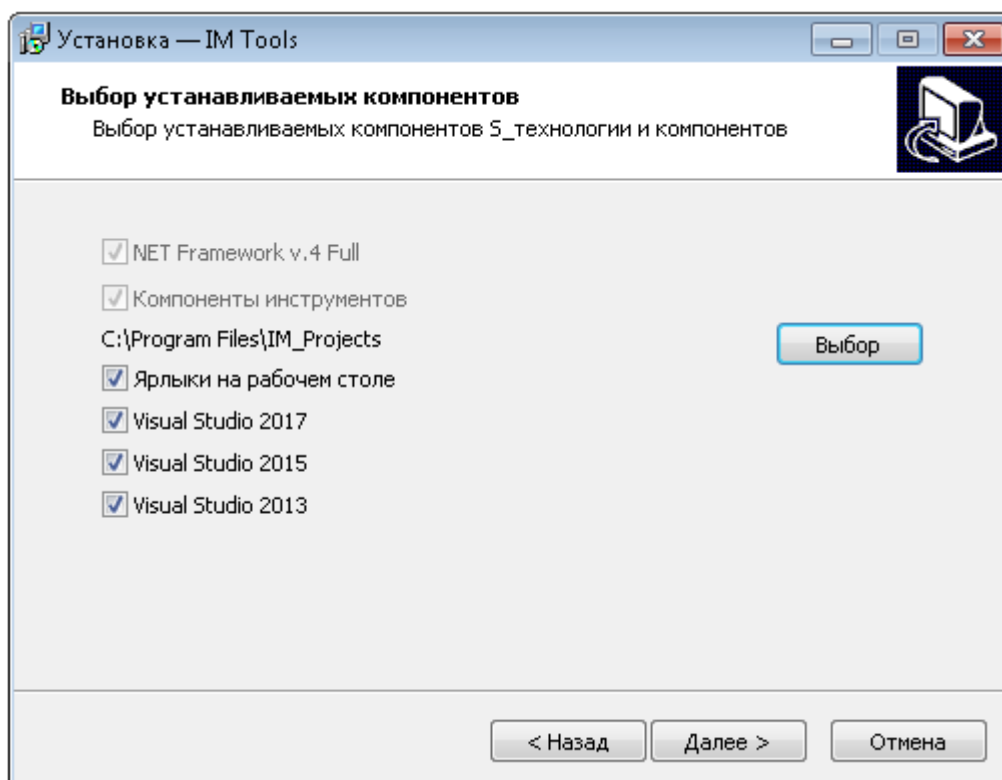 Установка — IM Tools
Выбор устанавливаемых компонентов
Выбор устанавливаемых компонентов S_технологии и компонентов
NET Framework v.4 Full
Компоненты инструментов
C:\Program Files\IM_Projects
Выбор
Ярлыки на рабочем столе
Visual Studio 2017
Visual Studio 2015
Visual Studio 2013
< Назад
Далее >
Отмена